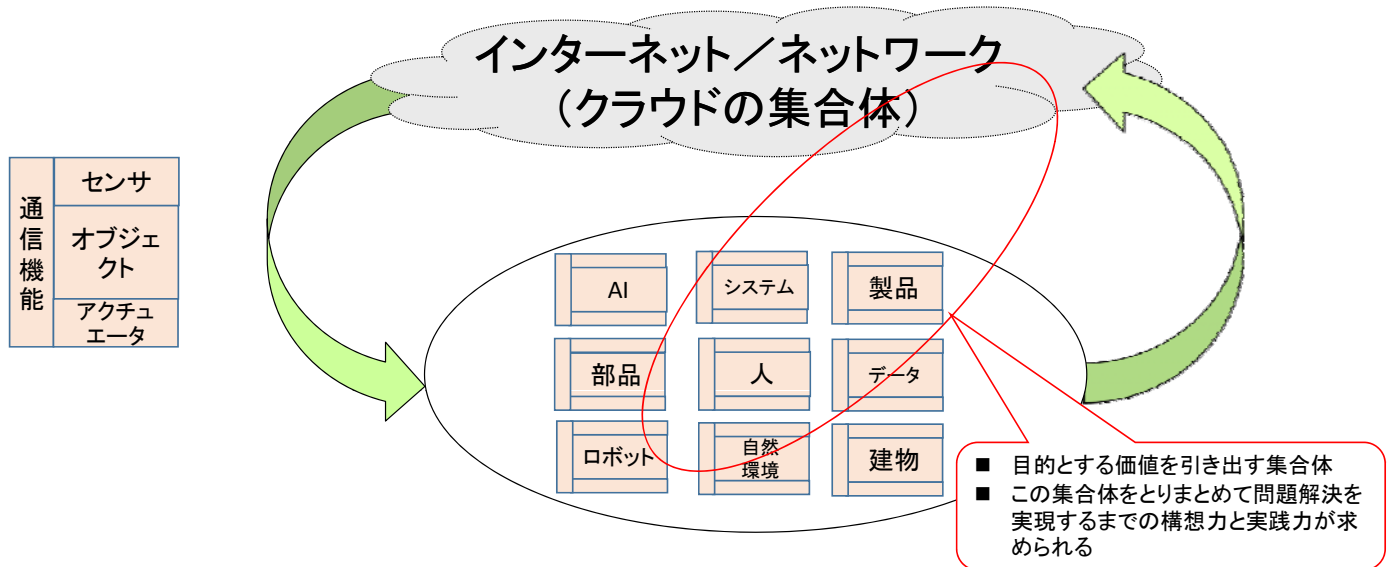 インターネット／ネットワーク
（クラウドの集合体）
通
信
機
能
センサ
オブジェ
クト
アクチュ
エータ
AI
システム
製品
部品
人
データ
ロボット
自然
環境
建物
■ 目的とする価値を引き出す集合体
■ この集合体をとりまとめて問題解決を
実現するまでの構想力と実践力が求
められる